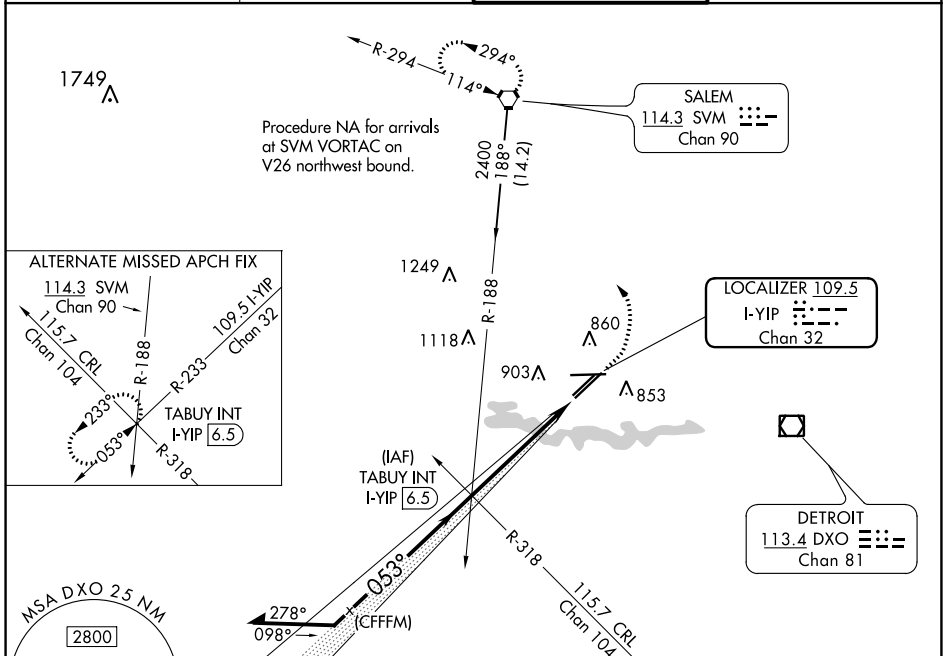 1749
R-294
294°
114°
SALEM
114.3 SVM
Chan 90
Procedure NA for arrivals
at SVM VORTAC on
V26 northwest bound.
2400
188°
(14.2)
ALTERNATE MISSED APCH FIX
114.3 SVM
Chan 90
115.7 CRL
Chan 104
R-188
109.5 I-YIP
Chan 32
R-233
233°
053°
TABUY INT
I-YIP 6.5
R-318
1249
R-188
1118
LOCALIZER 109.5
I-YIP
Chan 32
860
903
853
(IAF)
TABUY INT
I-YIP 6.5
R-318
DETROIT
113.4 DXO
Chan 81
053°
115.7 CRL
Chan 104
278°
098°
(CFFFM)
MSA DXO 25 NM
2800